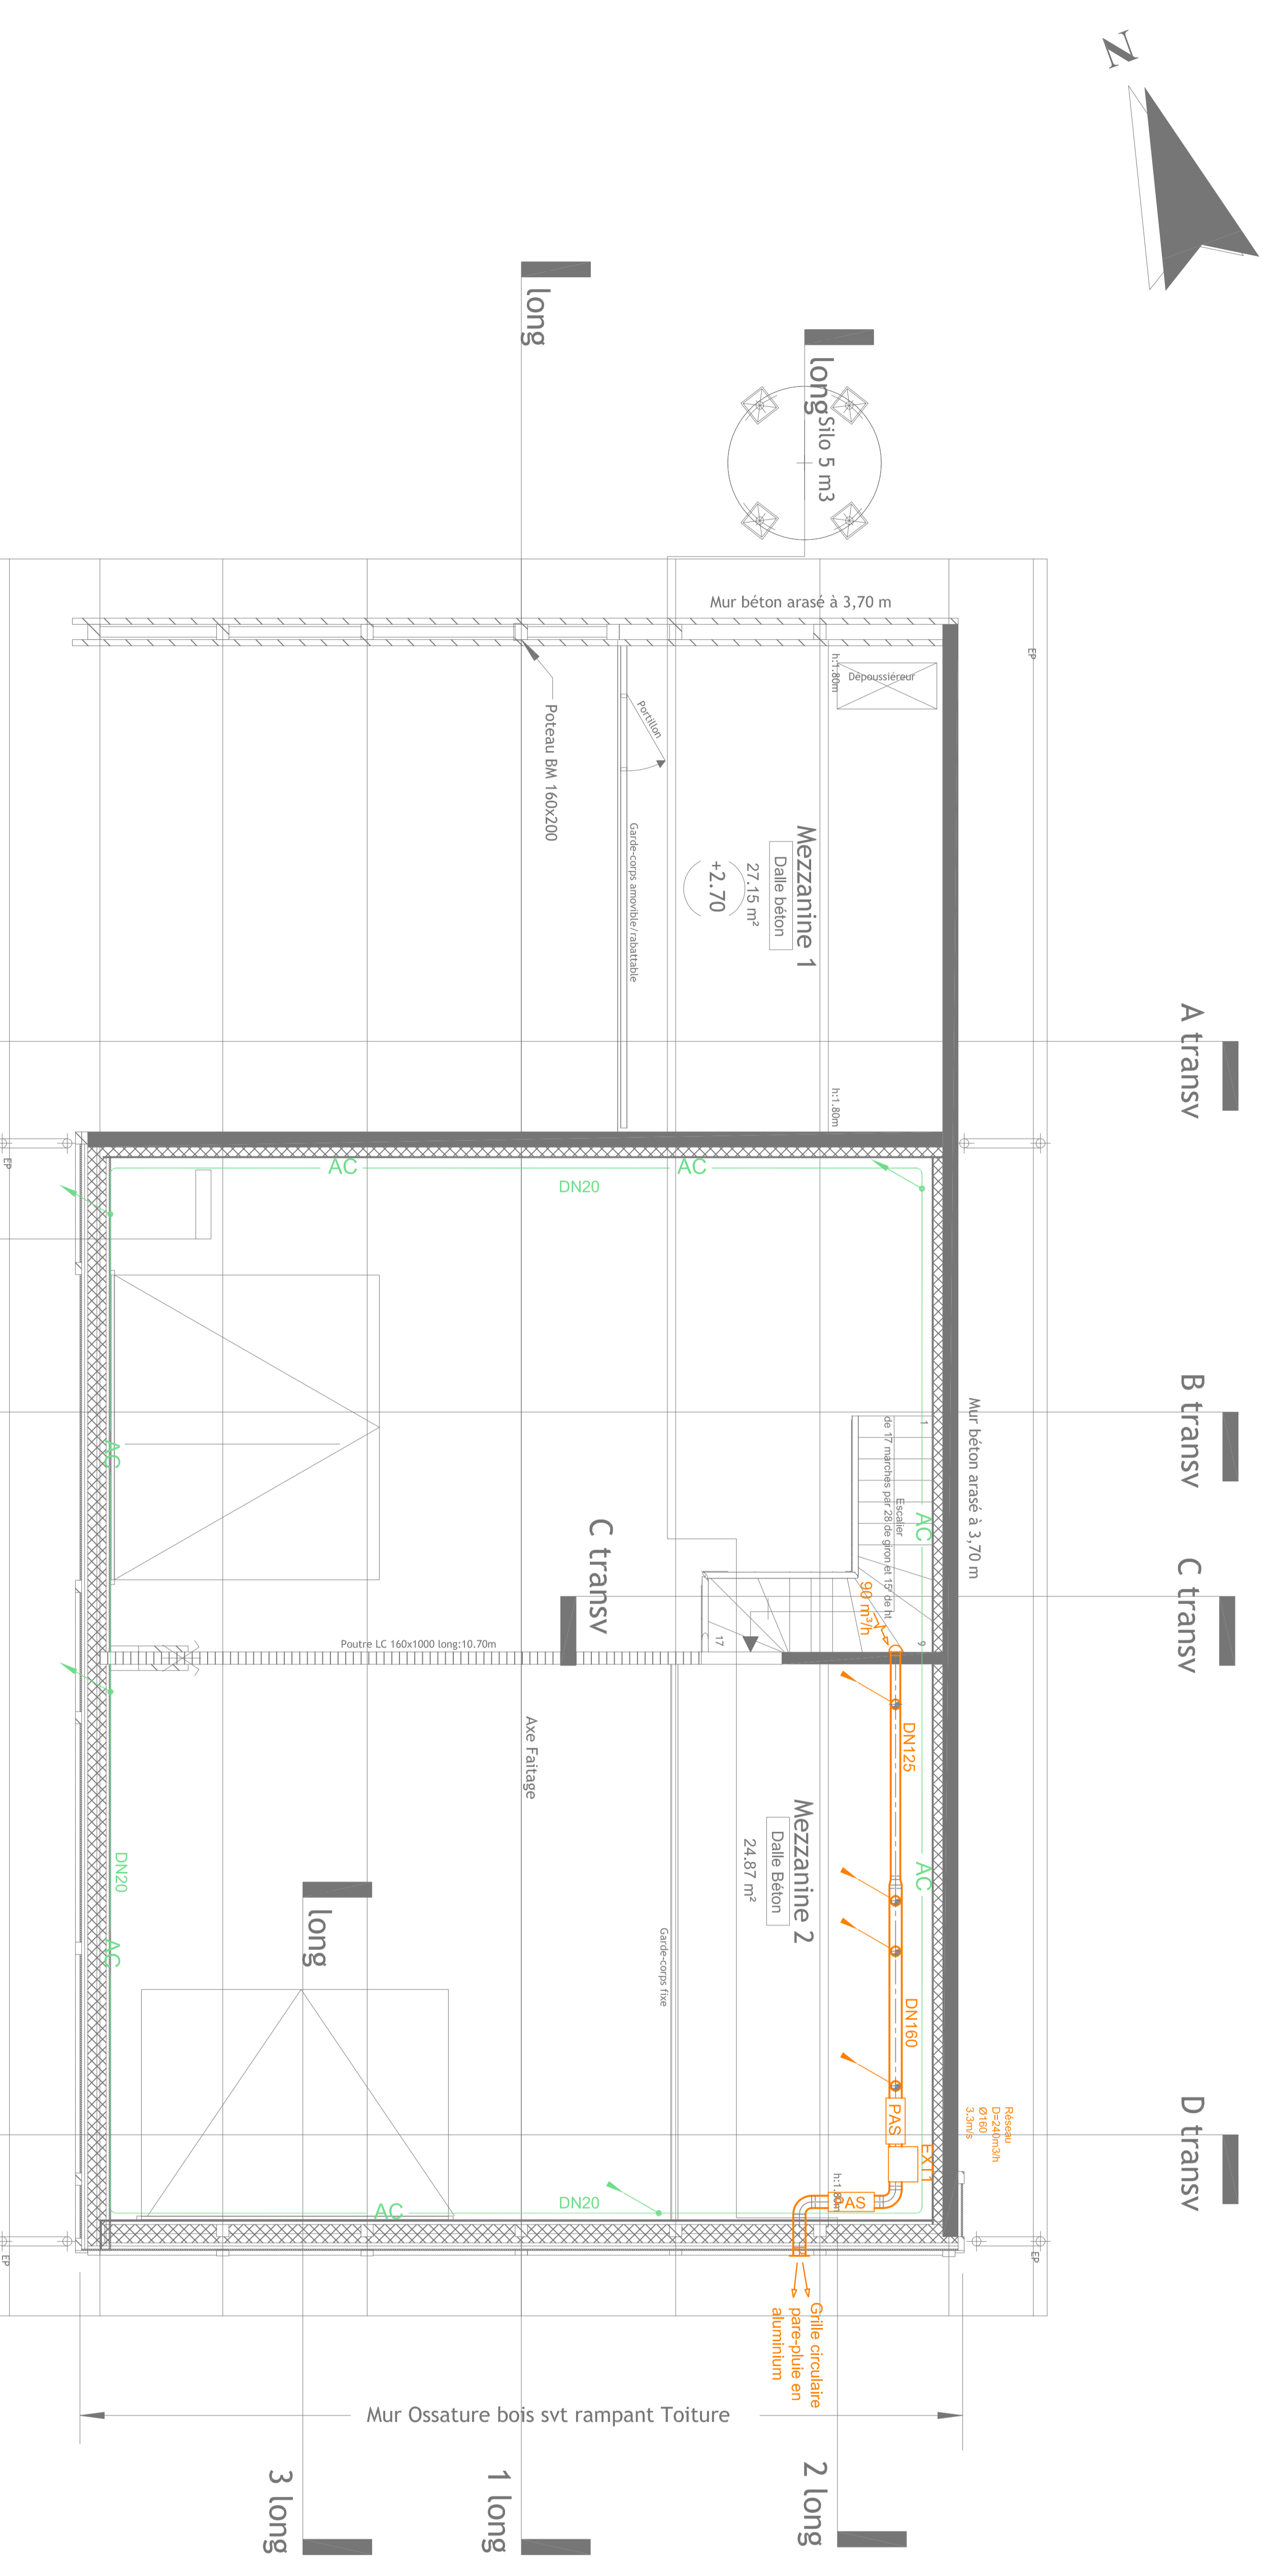 N
long
long
Silo 5 m3
Mur béton arasé à 3,70 m
EP
h:1.80m
Dépoussiéreur
Portillon
Poteau BM 160x200
Garde-corps amovible/rabattable
Mezzanine 1
Dalle béton
27.15 m²
+2.70
A transv
h:1.80m
EP
AC
AC
DN20
B transv
Mur béton arasé à 3,70 m
1
Escalier
de 17 marches par 28 de giron et 15 de ht
AC
AC
C transv
C transv
90 m³/h
9
17
Poutre LC 160x1000 long:10.70m
Axe Faitage
DN125
Mezzanine 2
Dalle Béton
24.87 m²
AC
DN20
AC
long
Garde-corps fixe
DN160
PAS
EXT1
Réseau
D=240m3/h
Ø160
3.3m/s
D transv
h:1.80m
PAS
DN20
AC
EP
EP
Grille circulaire
pare-pluie en
aluminium
Mur Ossature bois svt rampant Toiture
3 long
1 long
2 long